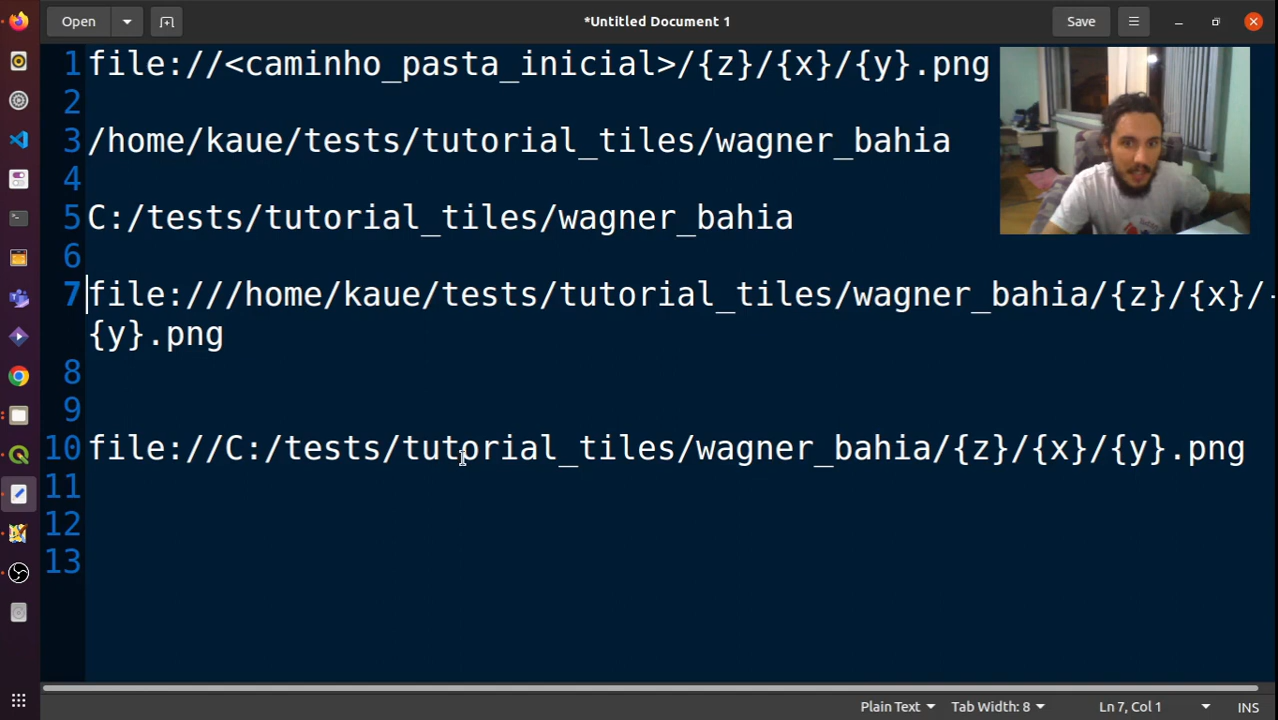 Open
*Untitled Document 1
Save
1 file://<caminho_pasta_inicial>/{z}/{x}/{y}.png
2
3 /home/kaue/tests/tutorial_tiles/wagner_bahia
4
5 C:/tests/tutorial_tiles/wagner_bahia
6
7 file:///home/kaue/tests/tutorial_tiles/wagner_bahia/{z}/{x}/
{y}.png
8
9
10 file://C:/tests/tutorial_tiles/wagner_bahia/{z}/{x}/{y}.png
11
12
13
Plain Text Tab Width: 8 Ln 7, Col 1 INS